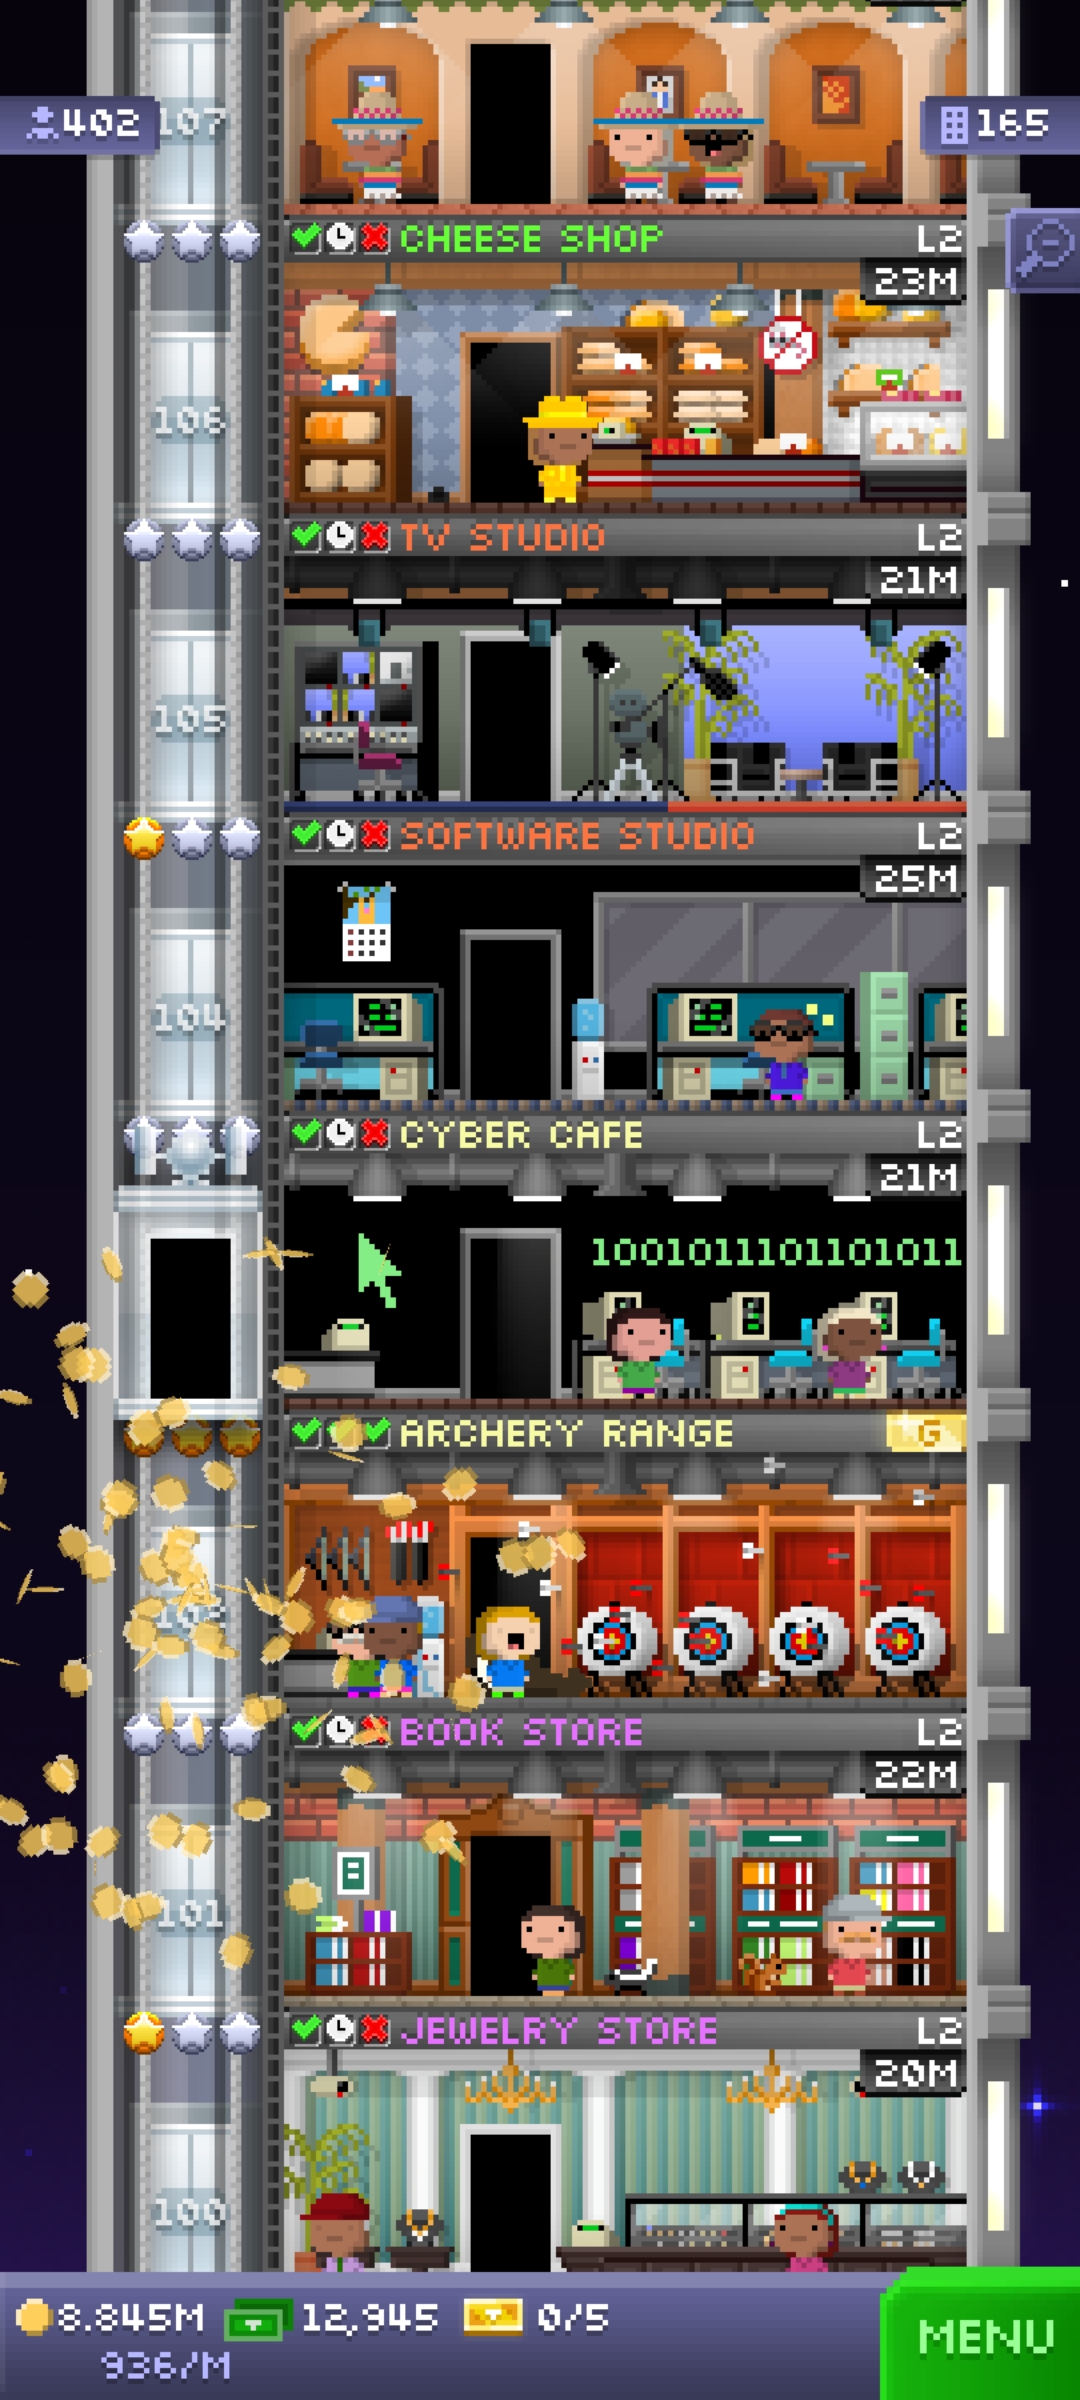 402
107
165
CHEESE SHOP L2
23M
106
TV STUDIO L2
21M
105
SOFTWARE STUDIO L2
25M
104
CYBER CAFE L2
21M
1001011101101011
ARCHERY RANGE G
102
BOOK STORE L2
22M
101
JEWELRY STORE L2
20M
100
8.845M 12,945 0/5
936/M
MENU